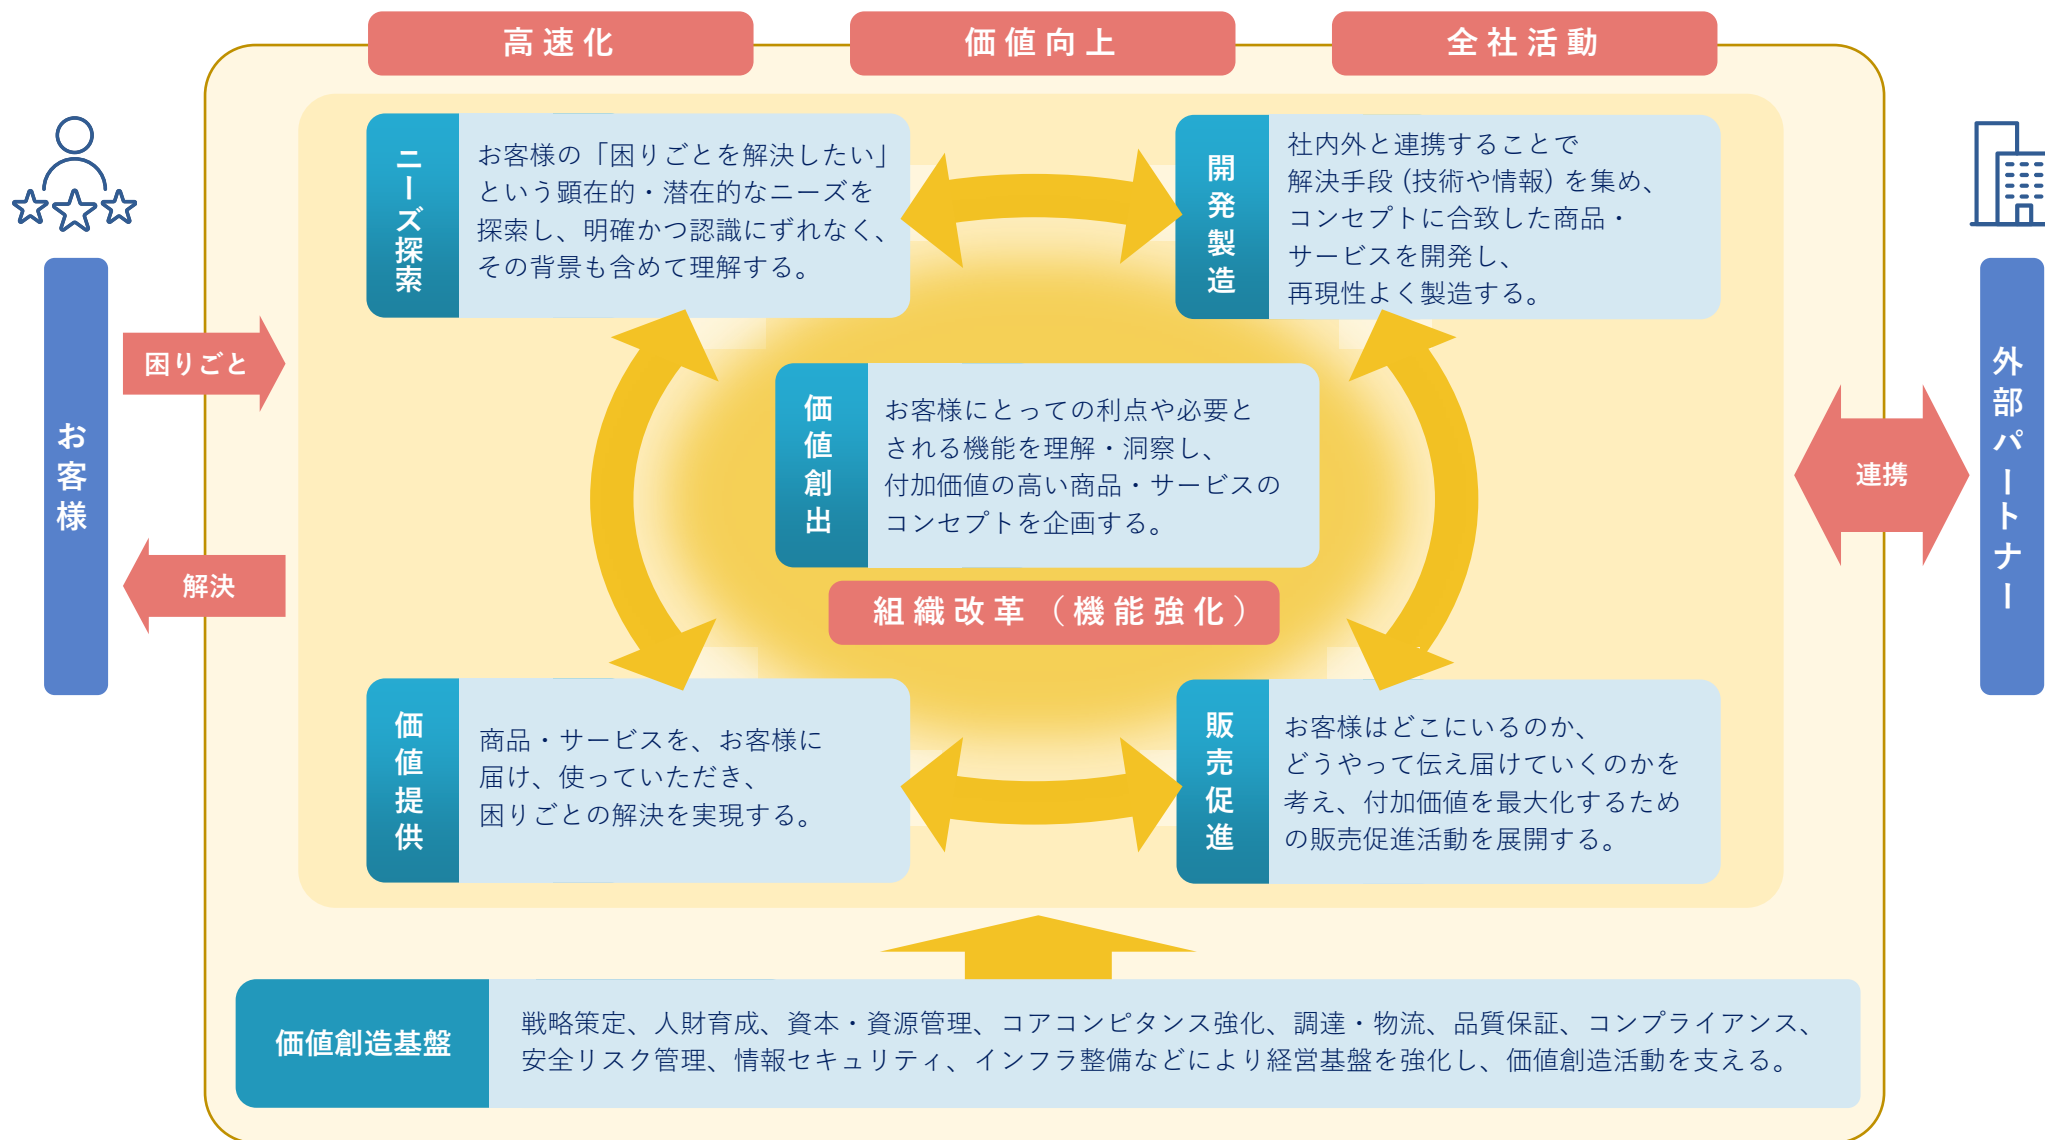 高速化
価値向上
全社活動
お客様
困りごと
解決
ニーズ探索
お客様の「困りごとを解決したい」
という顕在的・潜在的なニーズを
探索し、明確かつ認識にずれなく、
その背景も含めて理解する。
開発製造
社内外と連携することで
解決手段(技術や情報)を集め、
コンセプトに合致した商品・
サービスを開発し、
再現性よく製造する。
価値創出
お客様にとっての利点や必要と
される機能を理解・洞察し、
付加価値の高い商品・サービスの
コンセプトを企画する。
組織改革(機能強化)
価値提供
商品・サービスを、お客様に
届け、使っていただき、
困りごとの解決を実現する。
販売促進
お客様はどこにいるのか、
どうやって伝え届けていくのかを
考え、付加価値を最大化するため
の販売促進活動を展開する。
連携
外部パートナー
価値創造基盤
戦略策定、人財育成、資本・資源管理、コアコンピタンス強化、調達・物流、品質保証、コンプライアンス、
安全リスク管理、情報セキュリティ、インフラ整備などにより経営基盤を強化し、価値創造活動を支える。